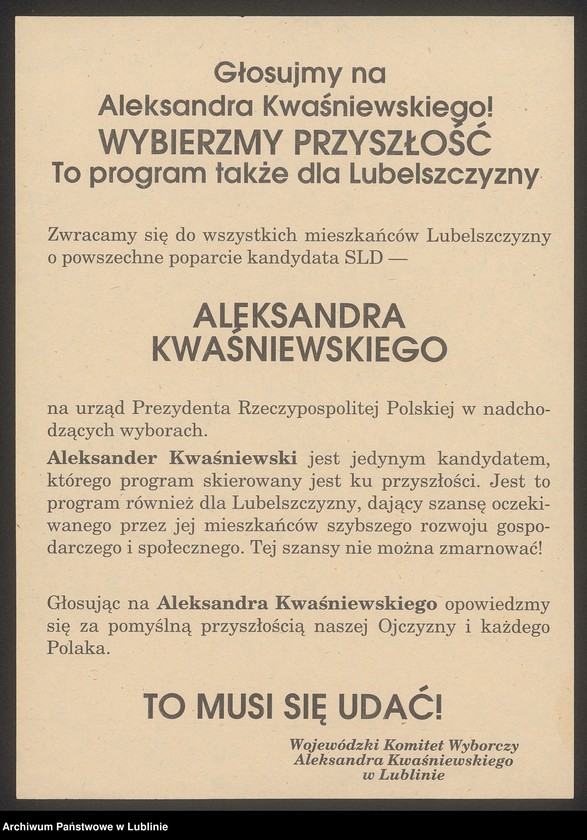 Głosujmy na
Aleksandra Kwaśniewskiego!
WYBIERZMY PRZYSZŁOŚĆ
To program także dla Lubelszczyzny
Zwracamy się do wszystkich mieszkańców Lubelszczyzny
o powszechne poparcie kandydata SLD —
ALEKSANDRA
KWAŚNIEWSKIEGO
na urząd Prezydenta Rzeczypospolitej Polskiej w nadcho-
dzących wyborach.
Aleksander Kwaśniewski jest jedynym kandydatem,
którego program skierowany jest ku przyszłości. Jest to
program również dla Lubelszczyzny, dający szansę oczeki-
wanego przez jej mieszkańców szybszego rozwoju gospo-
darczego i społecznego. Tej szansy nie można zmarnować!
Głosując na Aleksandra Kwaśniewskiego opowiedzmy
się za pomyślną przyszłością naszej Ojczyzny i każdego
Polaka.
TO MUSI SIĘ UDAĆ!
Wojewódzki Komitet Wyborczy
Aleksandra Kwaśniewskiego
w Lublinie
Archiwum Państwowe w Lublinie